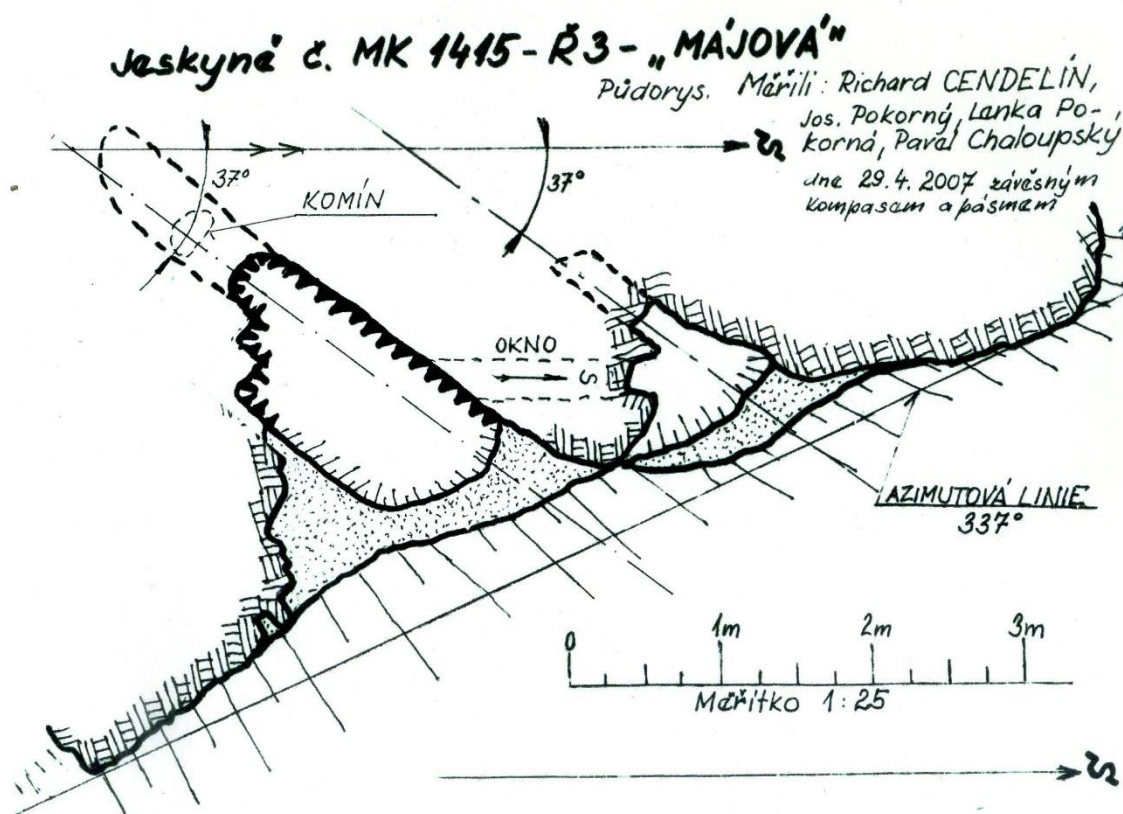 Jeskyně č. MK 1415 - Ř3 - „MÁJOVÁ"
Půdorys. Měřili: Richard CENDELÍN,
Jos. Pokorný, Lenka Po-
korná, Pavel Chaloupský
dne 29.4. 2007 závěsným
kompasem a pásmem
S
37°
37°
KOMÍN
OKNO
S
AZIMUTOVÁ LINIE
337°
0 1m 2m 3m
Měřítko 1:25
S